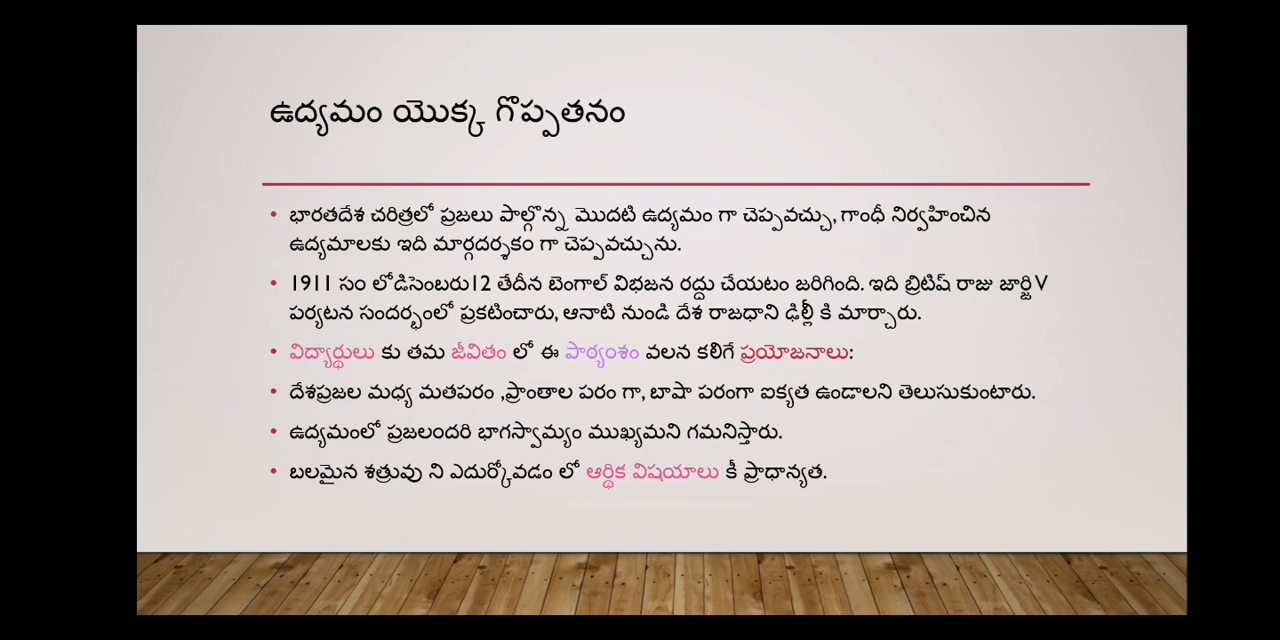 ఉద్యమం యొక్క గొప్పతనం
• భారతదేశ చరిత్రలో ప్రజలు పాల్గొన్న మొదటి ఉద్యమం గా చెప్పవచ్చు, గాంధీ నిర్వహించిన
ఉద్యమాలకు ఇది మార్గదర్శకం గా చెప్పవచ్చును.
• 1911 సం లోడిసెంబరు12 తేదీన బెంగాల్ విభజన రద్దు చేయటం జరిగింది. ఇది బ్రిటిష్ రాజు జార్జిV
పర్యటన సందర్భంలో ప్రకటించారు, ఆనాటి నుండి దేశ రాజధాని ఢిల్లీ కి మార్చారు.
• విద్యార్థులు కు తమ జీవితం లో ఈ పాఠ్యంశం వలన కలిగే ప్రయోజనాలు:
• దేశప్రజల మధ్య మతపరం ,ప్రాంతాల పరం గా, బాషా పరంగా ఐక్యత ఉండాలని తెలుసుకుంటారు.
• ఉద్యమంలో ప్రజలందరి భాగస్వామ్యం ముఖ్యమని గమనిస్తారు.
• బలమైన శత్రువు ని ఎదుర్కోవడం లో ఆర్థిక విషయాలు కీ ప్రాధాన్యత.